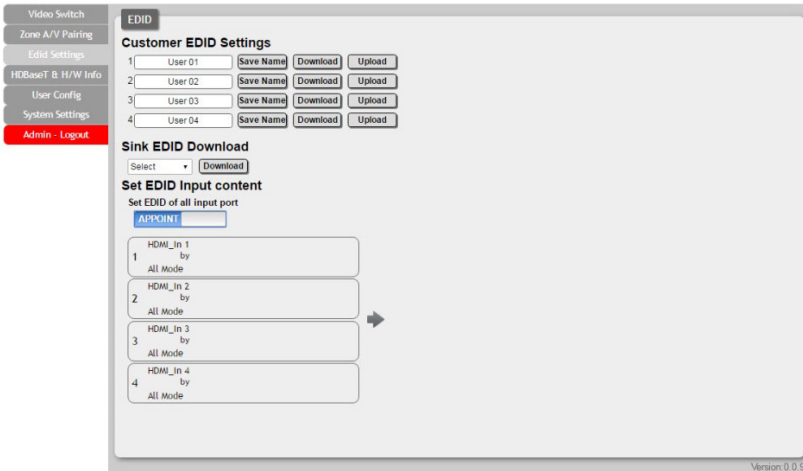 Video Switch
Zone A/V Pairing
Edid Settings
HDBaseT & H/W Info
User Config
System Settings
Admin - Logout
EDID
Customer EDID Settings
1 User 01 Save Name Download Upload
2 User 02 Save Name Download Upload
3 User 03 Save Name Download Upload
4 User 04 Save Name Download Upload
Sink EDID Download
Select Download
Set EDID Input content
Set EDID of all input port
APPOINT
HDMI_In 1
1 by
All Mode
HDMI_In 2
2 by
All Mode
HDMI_In 3
3 by
All Mode
HDMI_In 4
4 by
All Mode
Version:0.0.9